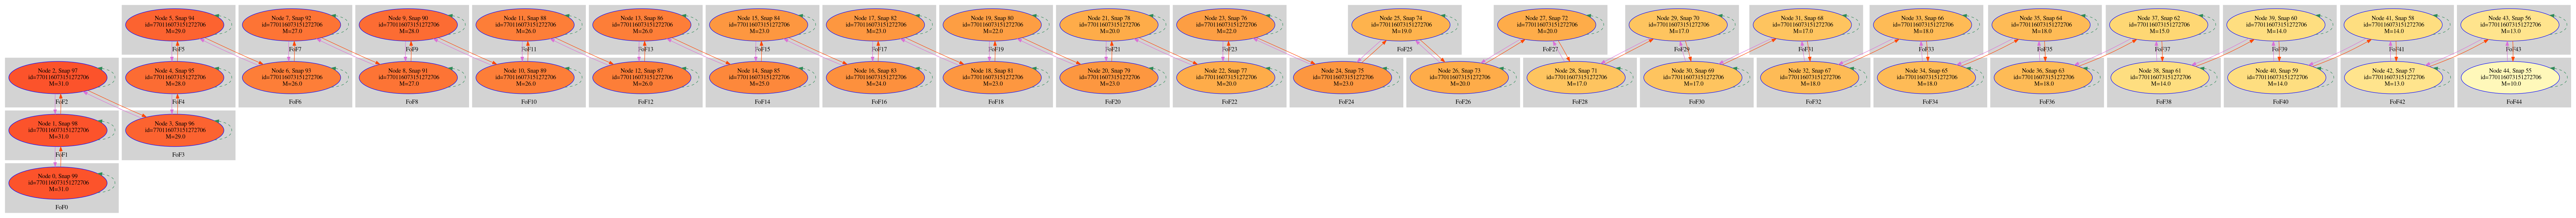 Node 5, Snap 94
id=770116073151272706
M=29.0
FoF5
Node 7, Snap 92
id=770116073151272706
M=27.0
FoF7
Node 9, Snap 90
id=770116073151272706
M=28.0
FoF9
Node 11, Snap 88
id=770116073151272706
M=26.0
FoF11
Node 13, Snap 86
id=770116073151272706
M=26.0
FoF13
Node 15, Snap 84
id=770116073151272706
M=23.0
FoF15
Node 17, Snap 82
id=770116073151272706
M=23.0
FoF17
Node 19, Snap 80
id=770116073151272706
M=22.0
FoF19
Node 21, Snap 78
id=770116073151272706
M=20.0
FoF21
Node 23, Snap 76
id=770116073151272706
M=22.0
FoF23
Node 25, Snap 74
id=770116073151272706
M=19.0
FoF25
Node 27, Snap 72
id=770116073151272706
M=20.0
FoF27
Node 29, Snap 70
id=770116073151272706
M=17.0
FoF29
Node 31, Snap 68
id=770116073151272706
M=17.0
FoF31
Node 33, Snap 66
id=770116073151272706
M=18.0
FoF33
Node 35, Snap 64
id=770116073151272706
M=18.0
FoF35
Node 37, Snap 62
id=770116073151272706
M=15.0
FoF37
Node 39, Snap 60
id=770116073151272706
M=14.0
FoF39
Node 41, Snap 58
id=770116073151272706
M=14.0
FoF41
Node 43, Snap 56
id=770116073151272706
M=13.0
FoF43
Node 2, Snap 97
id=770116073151272706
M=31.0
FoF2
Node 4, Snap 95
id=770116073151272706
M=28.0
FoF4
Node 6, Snap 93
id=770116073151272706
M=26.0
FoF6
Node 8, Snap 91
id=770116073151272706
M=27.0
FoF8
Node 10, Snap 89
id=770116073151272706
M=26.0
FoF10
Node 12, Snap 87
id=770116073151272706
M=26.0
FoF12
Node 14, Snap 85
id=770116073151272706
M=25.0
FoF14
Node 16, Snap 83
id=770116073151272706
M=24.0
FoF16
Node 18, Snap 81
id=770116073151272706
M=23.0
FoF18
Node 20, Snap 79
id=770116073151272706
M=23.0
FoF20
Node 22, Snap 77
id=770116073151272706
M=20.0
FoF22
Node 24, Snap 75
id=770116073151272706
M=23.0
FoF24
Node 26, Snap 73
id=770116073151272706
M=20.0
FoF26
Node 28, Snap 71
id=770116073151272706
M=17.0
FoF28
Node 30, Snap 69
id=770116073151272706
M=17.0
FoF30
Node 32, Snap 67
id=770116073151272706
M=18.0
FoF32
Node 34, Snap 65
id=770116073151272706
M=18.0
FoF34
Node 36, Snap 63
id=770116073151272706
M=18.0
FoF36
Node 38, Snap 61
id=770116073151272706
M=14.0
FoF38
Node 40, Snap 59
id=770116073151272706
M=14.0
FoF40
Node 42, Snap 57
id=770116073151272706
M=13.0
FoF42
Node 44, Snap 55
id=770116073151272706
M=10.0
FoF44
Node 1, Snap 98
id=770116073151272706
M=31.0
FoF1
Node 3, Snap 96
id=770116073151272706
M=29.0
FoF3
Node 0, Snap 99
id=770116073151272706
M=31.0
FoF0